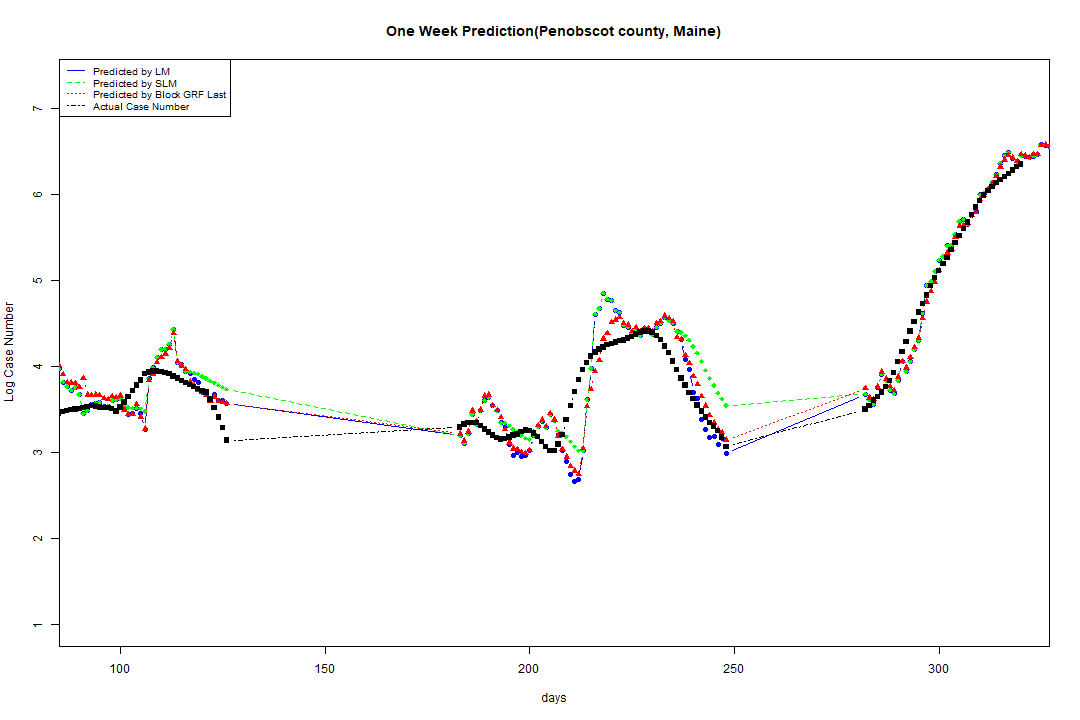 One Week Prediction(Penobscot county, Maine)
Predicted by LM
Predicted by SLM
Predicted by Block GRF Last
Actual Case Number
7
6
5
4
3
2
1
Log Case Number
100 150 200 250 300
days